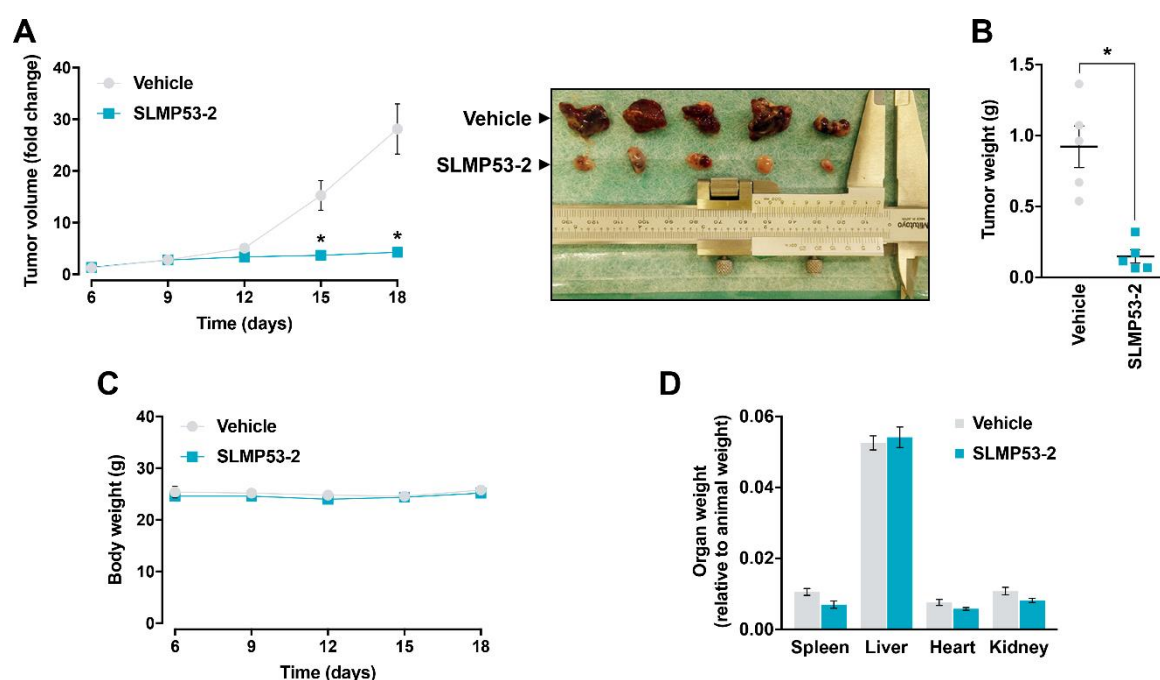 A
Tumor volume (fold change)
40
30
20
10
0
Vehicle
SLMP53-2
*
*
6
9
12
15
18
Time (days)
Vehicle
SLMP53-2
Mitutoyo
B
Tumor weight (g)
1.5
1.0
0.5
0.0
*
Vehicle
SLMP53-2
C
Body weight (g)
40
30
20
10
0
Vehicle
SLMP53-2
6
9
12
15
18
Time (days)
D
Organ weight
(relative to animal weight)
0.06
0.04
0.02
0.00
Vehicle
SLMP53-2
Spleen
Liver
Heart
Kidney